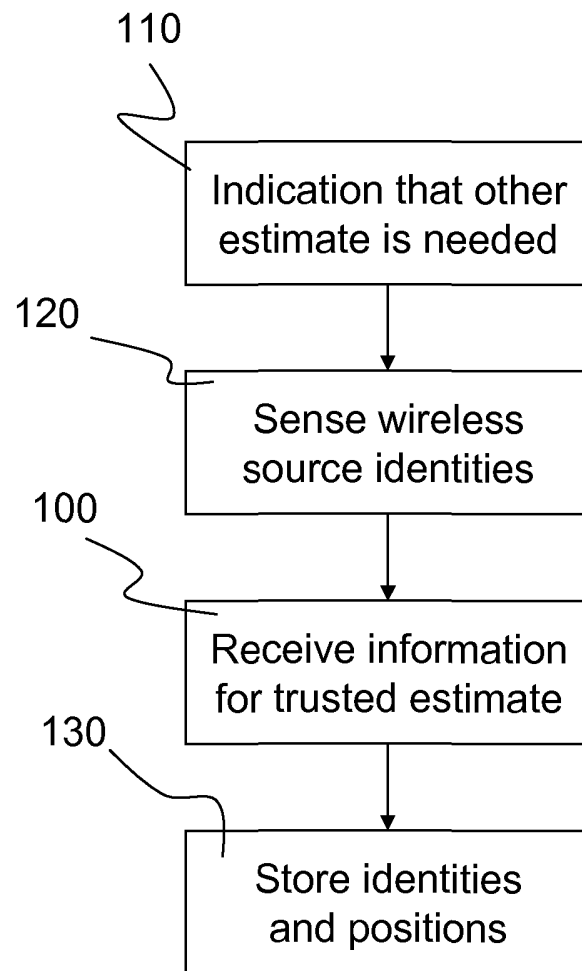 110
Indication that other
estimate is needed
120
Sense wireless
source identities
100
Receive information
for trusted estimate
130
Store identities
and positions